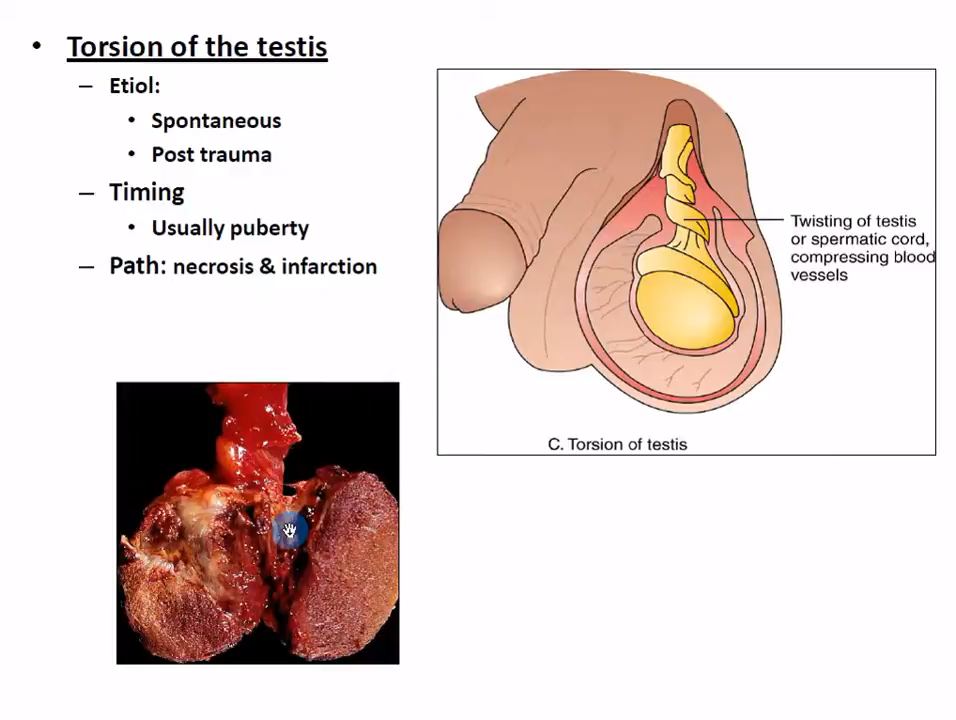 • Torsion of the testis
– Etiol:
• Spontaneous
• Post trauma
– Timing
• Usually puberty
– Path: necrosis & infarction
Twisting of testis
or spermatic cord,
compressing blood
vessels
C. Torsion of testis